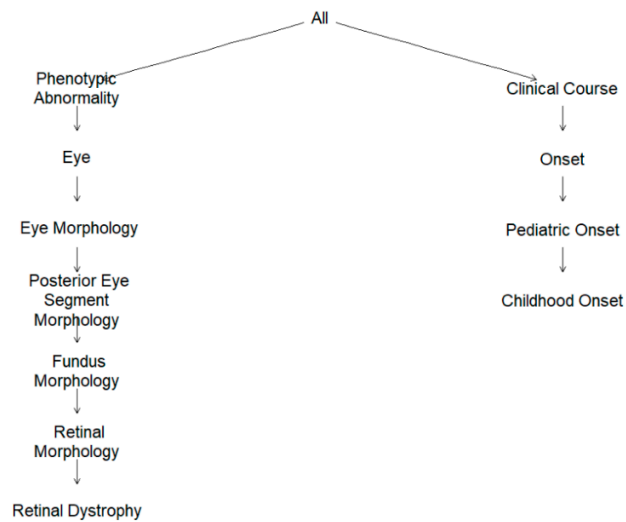 All
Phenotypic
Abnormality
Clinical Course
Eye
Onset
Eye Morphology
Pediatric Onset
Posterior Eye
Segment
Morphology
Childhood Onset
Fundus
Morphology
Retinal
Morphology
Retinal Dystrophy